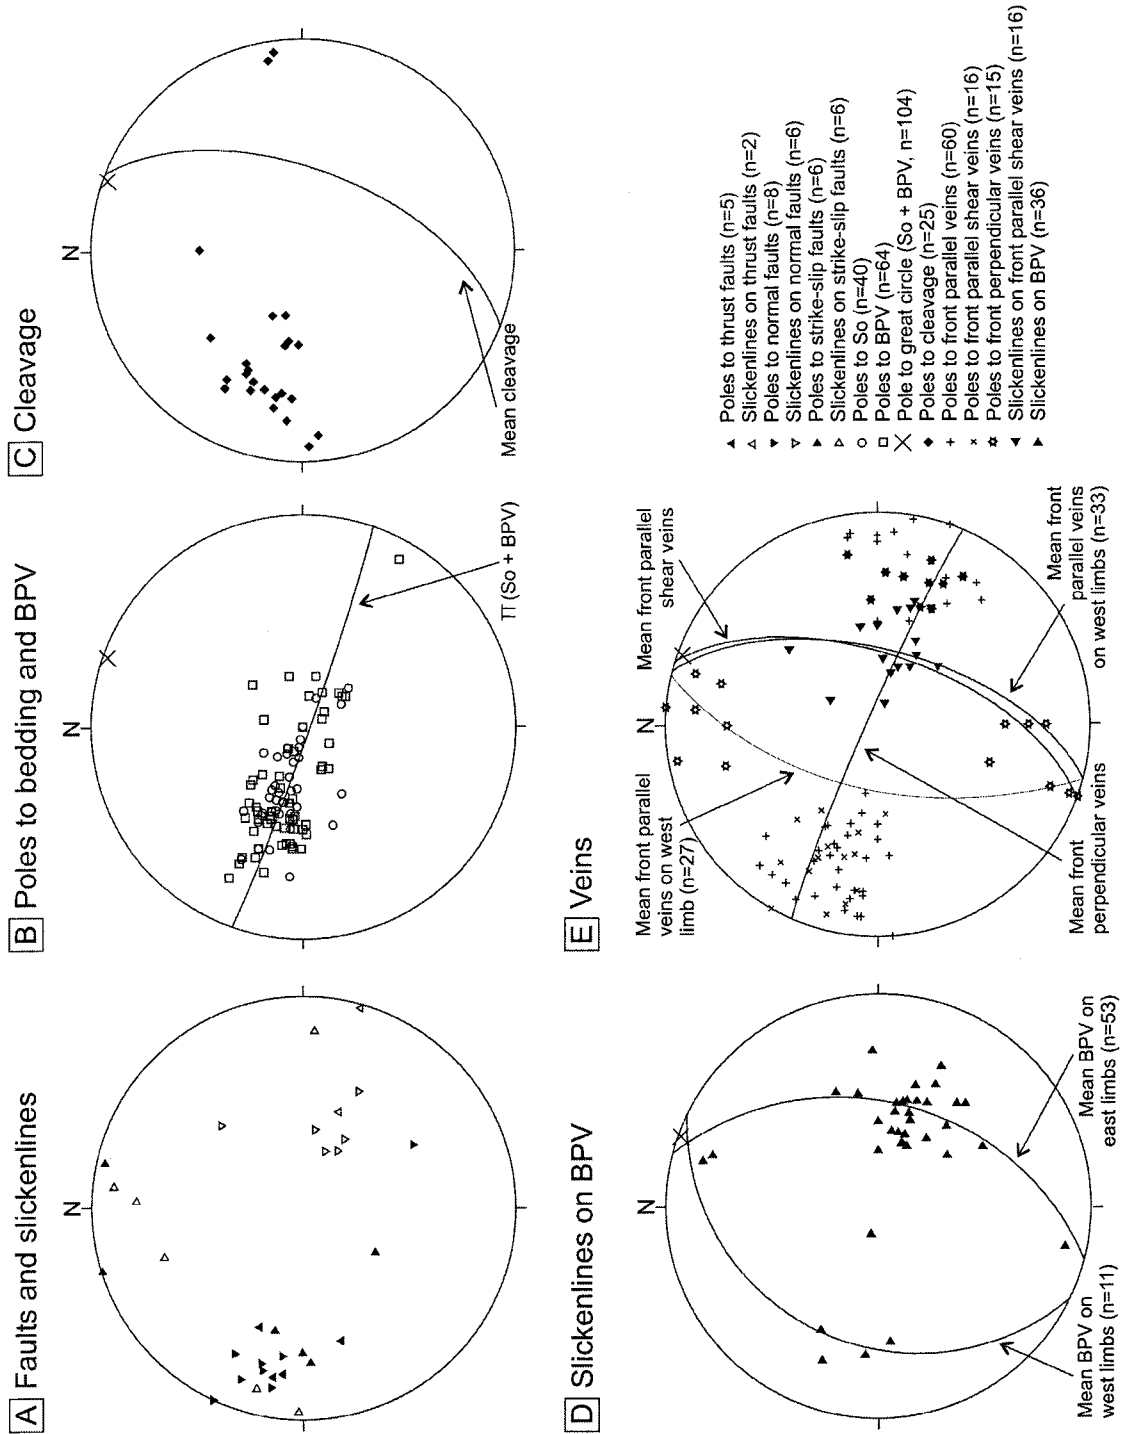 A Faults and slickenlines
N
B Poles to bedding and BPV
N
π (So + BPV)
C Cleavage
N
Mean cleavage
D Slickenlines on BPV
N
Mean BPV on
west limbs (n=11)
Mean BPV on
east limbs (n=53)
E Veins
N
Mean front parallel
veins on west
limb (n=27)
Mean front parallel
shear veins
Mean front
perpendicular veins
Mean front
parallel veins
on west limbs (n=33)
Poles to thrust faults (n=5)
Slickenlines on thrust faults (n=2)
Poles to normal faults (n=8)
Slickenlines on normal faults (n=6)
Poles to strike-slip faults (n=6)
Slickenlines on strike-slip faults (n=6)
Poles to So (n=40)
Poles to BPV (n=64)
Pole to great circle (So + BPV, n=104)
Poles to cleavage (n=25)
Poles to front parallel veins (n=60)
Poles to front parallel shear veins (n=16)
Poles to front perpendicular veins (n=15)
Slickenlines on front parallel shear veins (n=16)
Slickenlines on BPV (n=36)